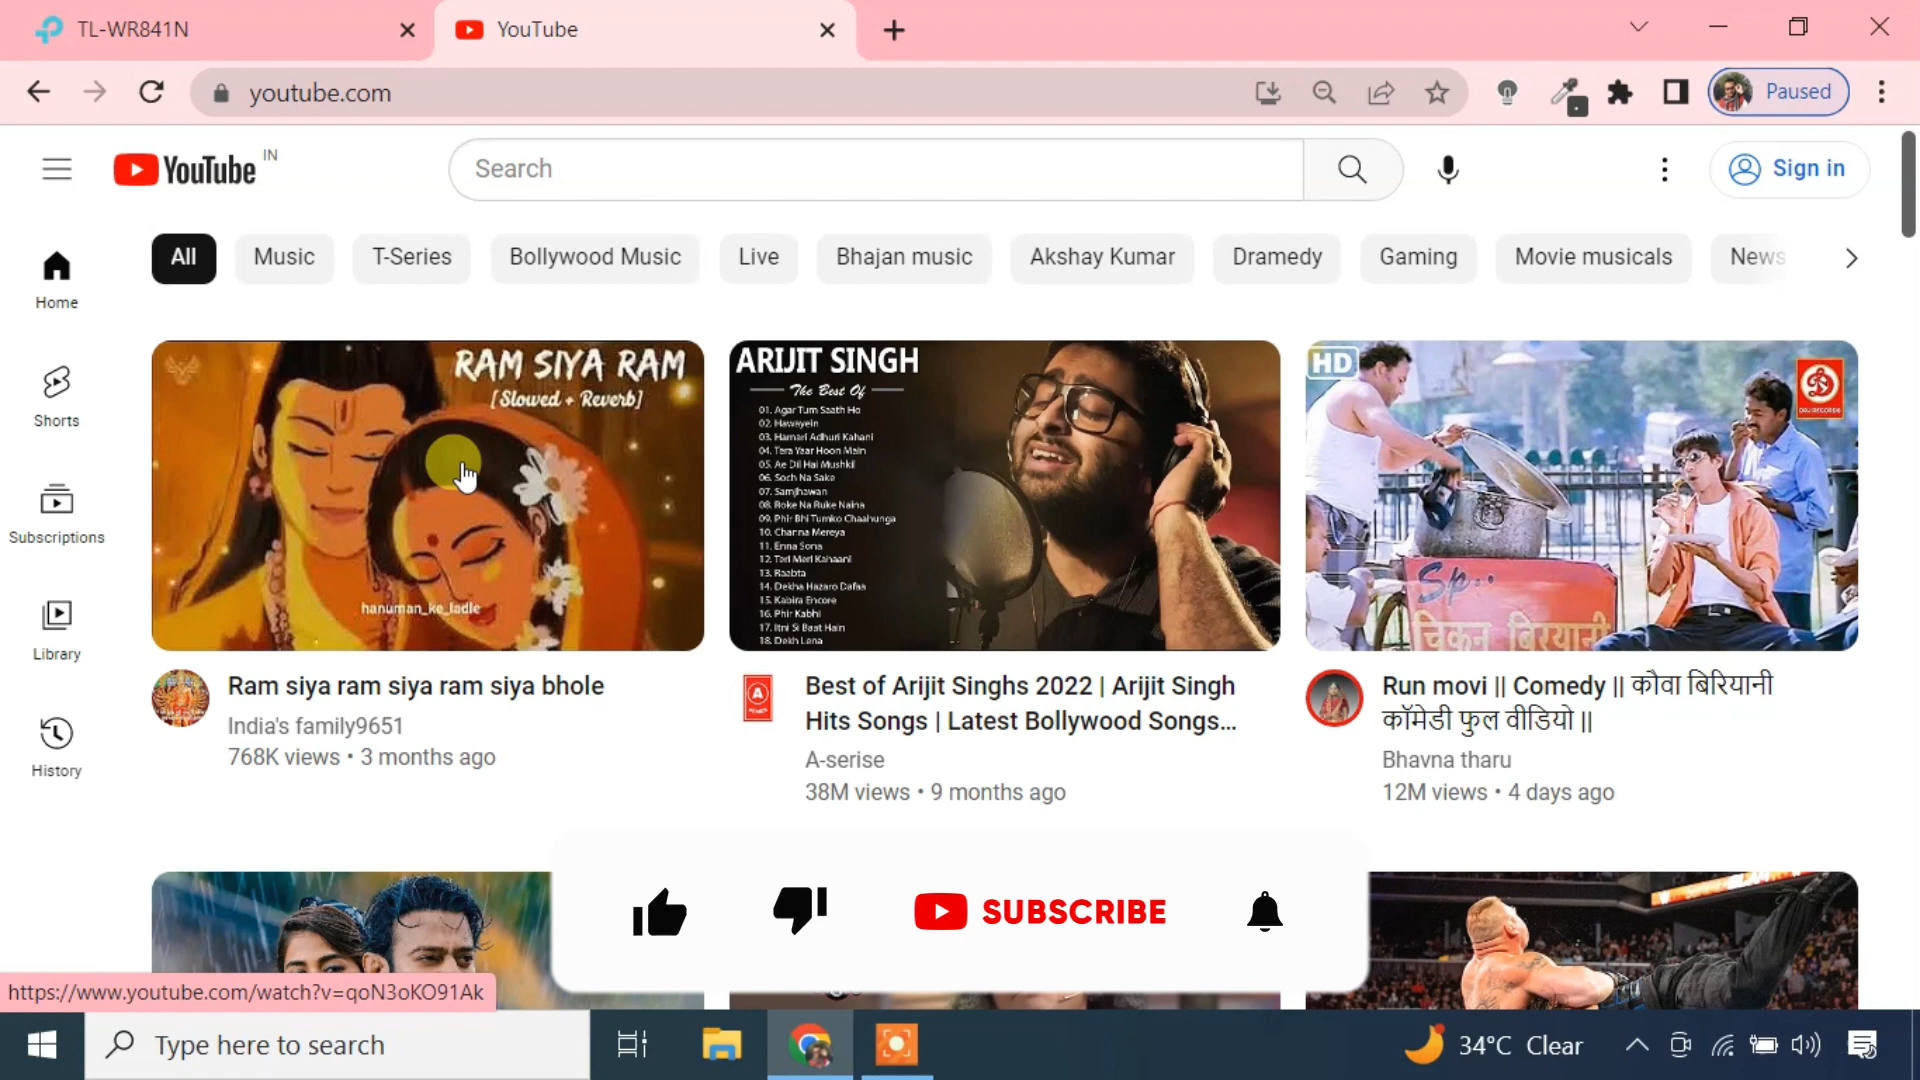 TL-WR841N
YouTube
youtube.com
Paused
YouTube IN
Search
Sign in
All
Music
T-Series
Bollywood Music
Live
Bhajan music
Akshay Kumar
Dramedy
Gaming
Movie musicals
News
Home
Shorts
Subscriptions
Library
History
RAM SIYA RAM
[Slowed + Reverb]
hanuman_ke_ladle
Ram siya ram siya ram siya bhole
India's family9651
768K views • 3 months ago
ARIJIT SINGH
The Best Of
01. Agar Tum Saath Ho
02. Hawayein
03. Hamari Adhuri Kahani
04. Tera Yaar Hoon Main
05. Ae Dil Hai Mushkil
06. Soch Na Sake
07. Samjhawan
08. Roke Na Ruke Naina
09. Phir Bhi Tumko Chaahunga
10. Channa Mereya
11. Enna Sona
12. Teri Meri Kahaani
13. Raabta
14. Dekha Hazaro Dafaa
15. Kabira Encore
16. Phir Kabhi
17. Itni Si Baat Hain
18. Dekh Lena
Best of Arijit Singhs 2022 | Arijit Singh
Hits Songs | Latest Bollywood Songs...
A-serise
38M views • 9 months ago
HD
Sp..
चिकन बिरयानी
Run movi || Comedy || कौवा बिरियानी
कॉमेडी फुल वीडियो ||
Bhavna tharu
12M views • 4 days ago
SUBSCRIBE
https://www.youtube.com/watch?v=qoN3oKO91Ak
Type here to search
34°C Clear